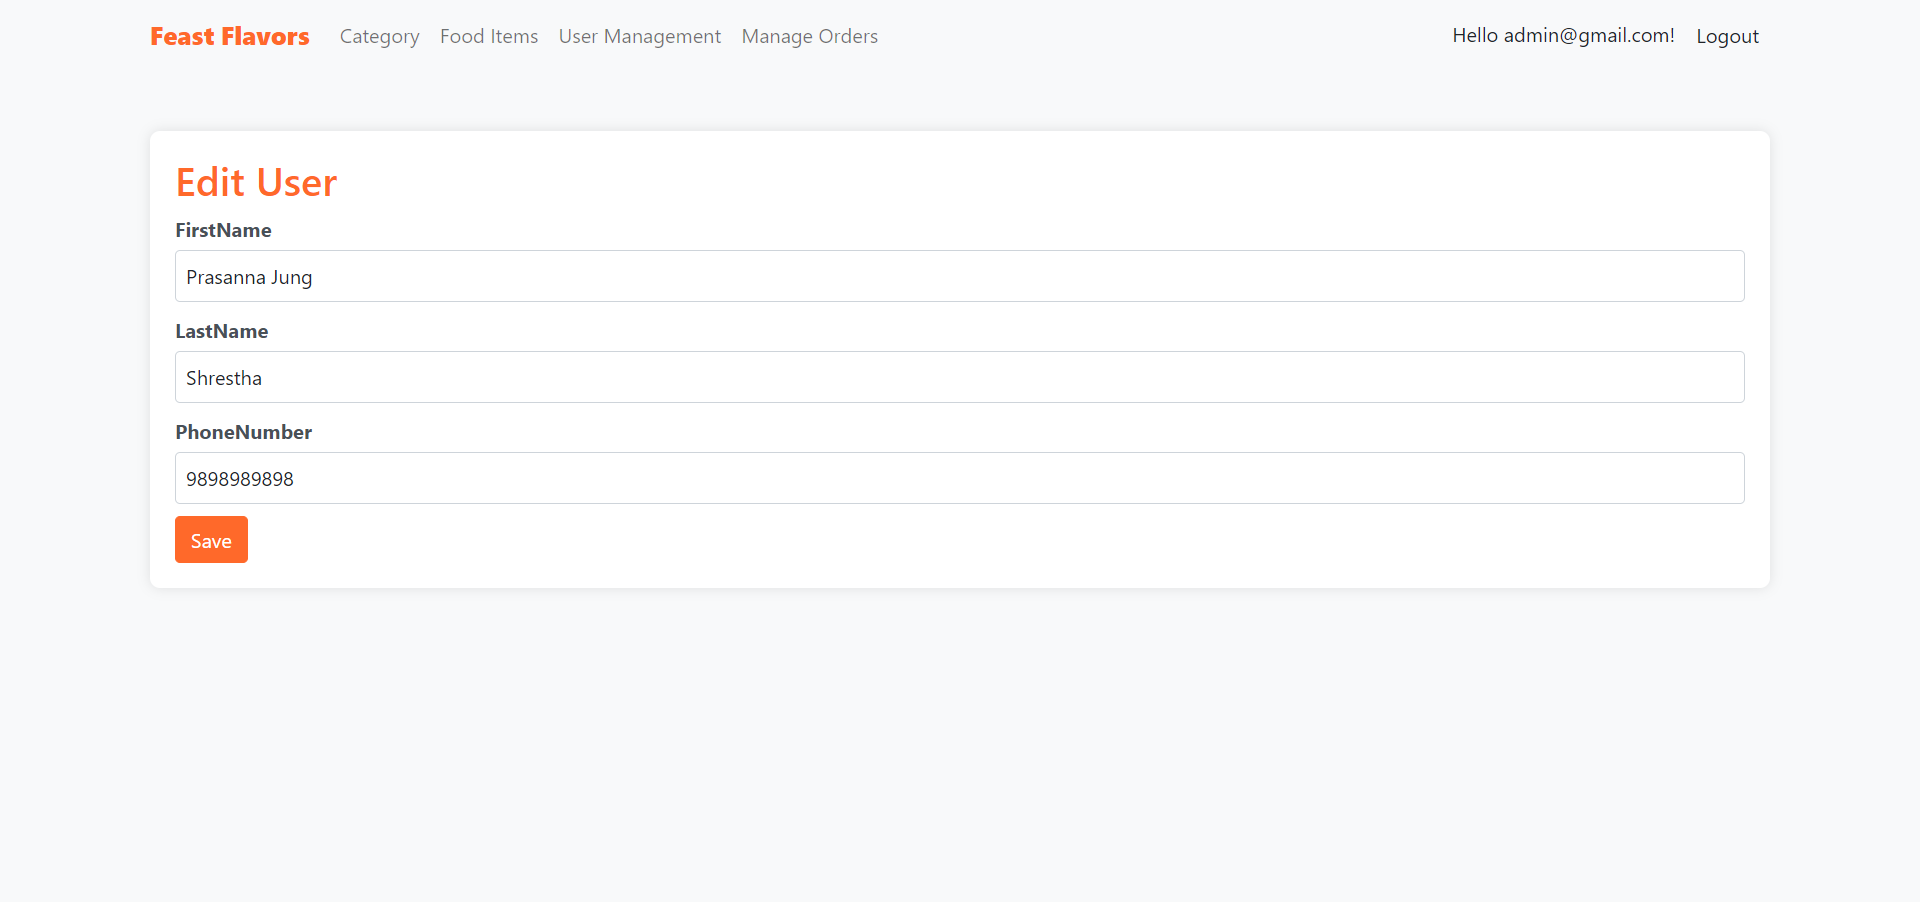 Feast Flavors Category Food Items User Management Manage Orders Hello admin@gmail.com! Logout
Edit User
FirstName
Prasanna Jung
LastName
Shrestha
PhoneNumber
9898989898
Save